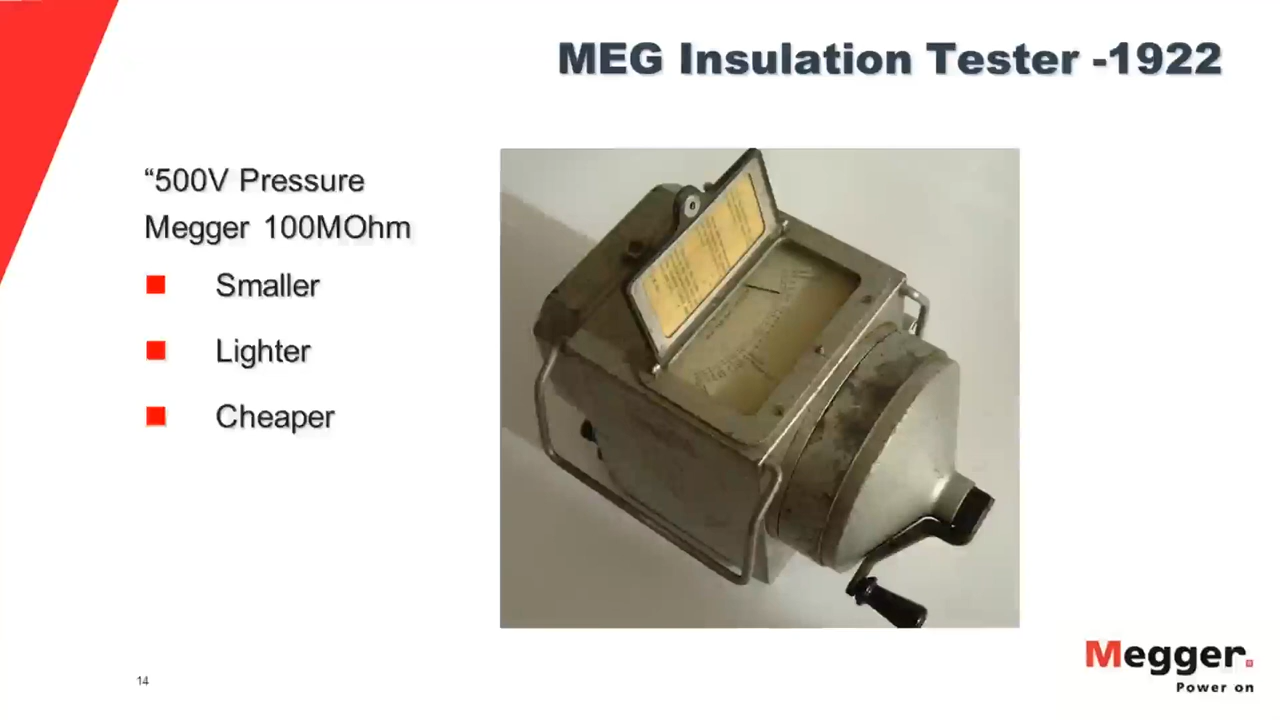 MEG Insulation Tester -1922
“500V Pressure
Megger 100MOhm
Smaller
Lighter
Cheaper
14
Megger.
Power on